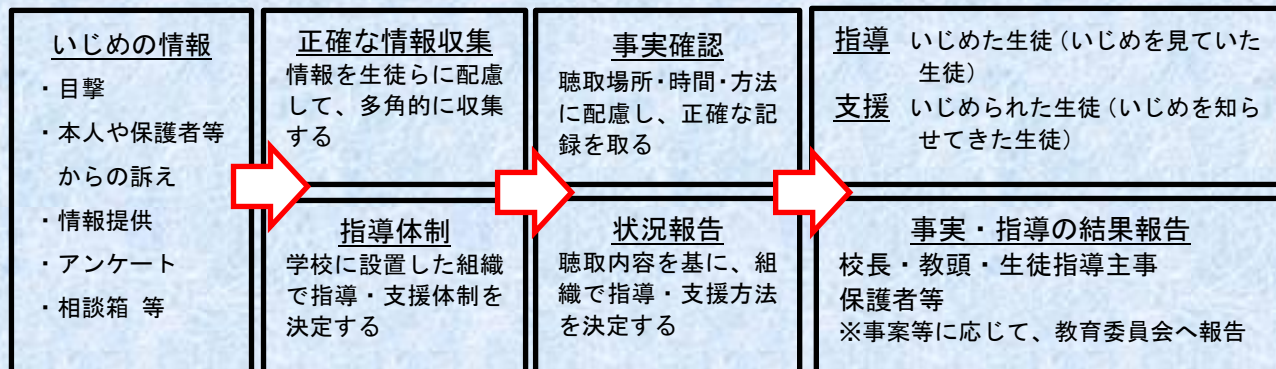 いじめの情報
・目撃
・本人や保護者等
からの訴え
・情報提供
・アンケート
・相談箱 等
正確な情報収集
情報を生徒らに配慮
して、多角的に収集
する
指導体制
学校に設置した組織
で指導・支援体制を
決定する
事実確認
聴取場所・時間・方法
に配慮し、正確な記
録を取る
状況報告
聴取内容を基に、組
織で指導・支援方法
を決定する
指導 いじめた生徒（いじめを見ていた
生徒）
支援 いじめられた生徒（いじめを知ら
せてきた生徒）
事実・指導の結果報告
校長・教頭・生徒指導主事
保護者等
※事案等に応じて、教育委員会へ報告